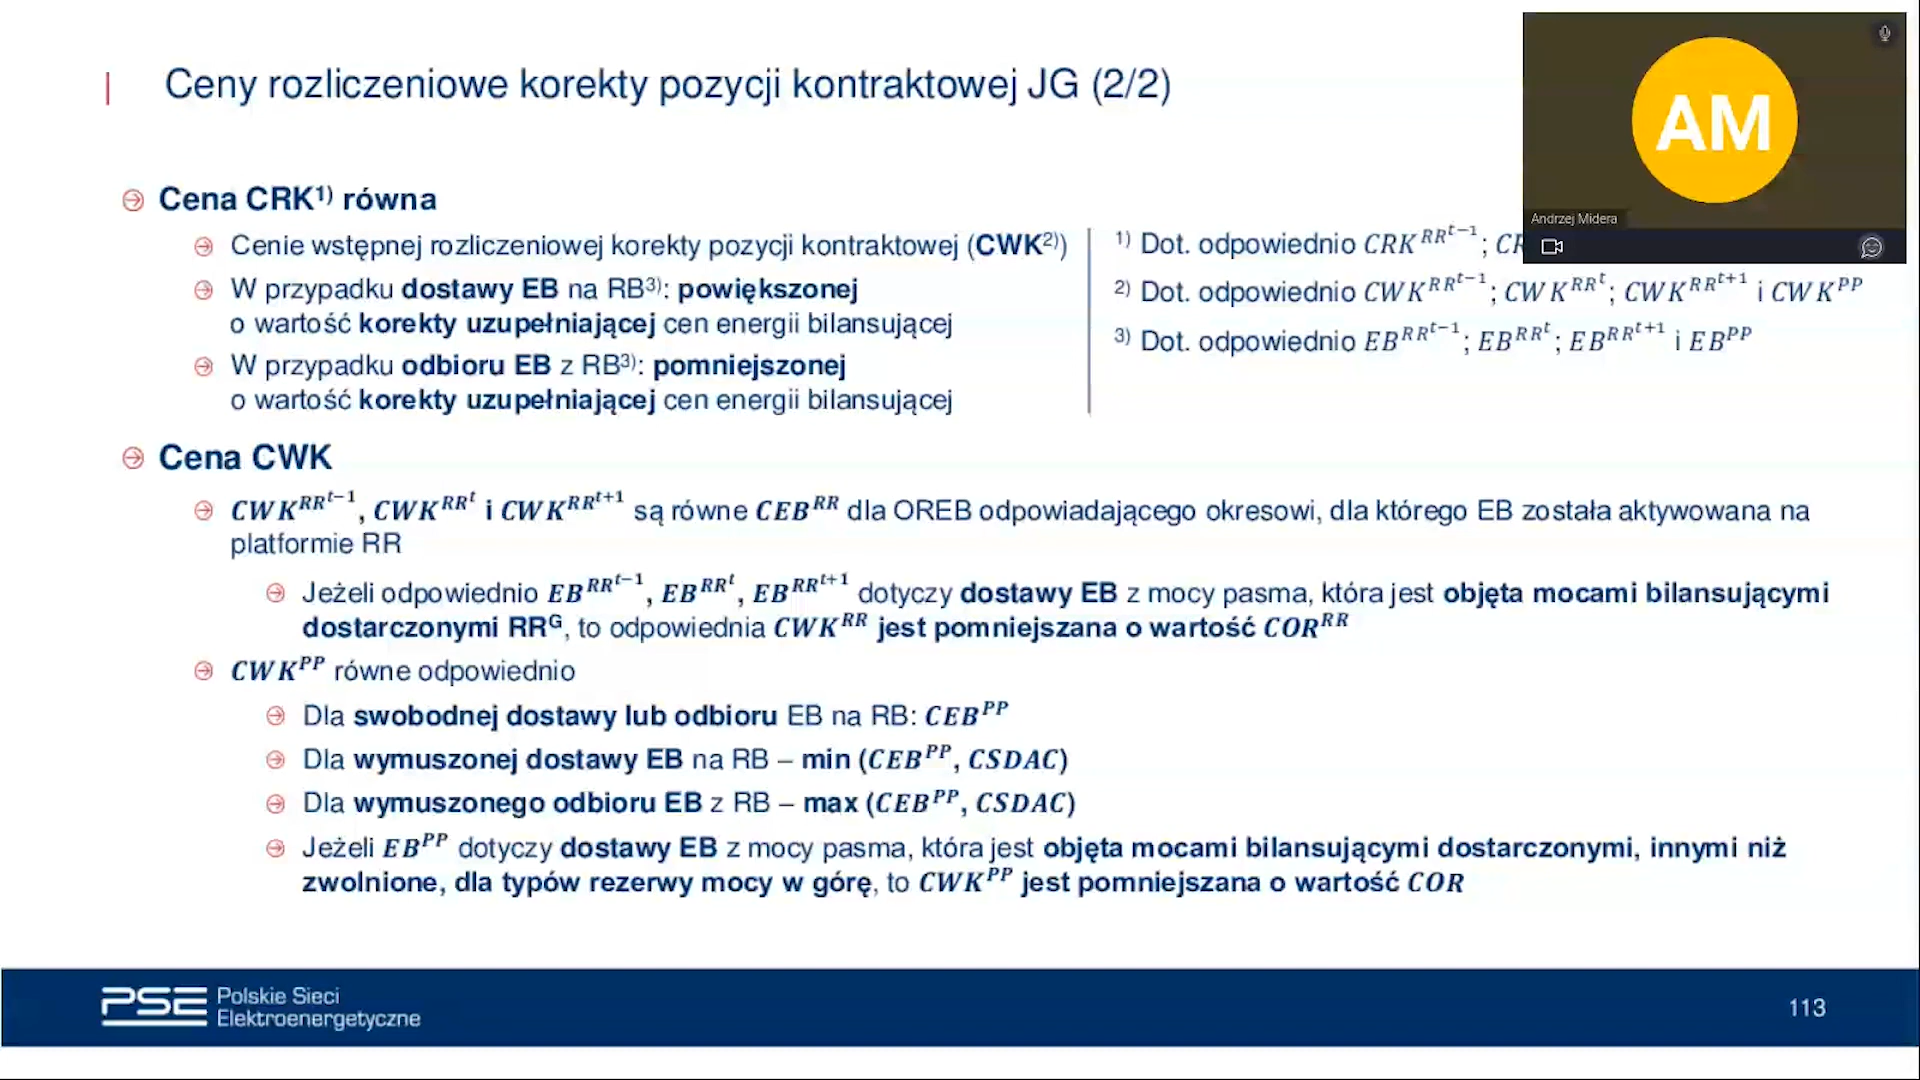 Ceny rozliczeniowe korekty pozycji kontraktowej JG (2/2)
AM
Andrzej Midera
Cena CRK¹⁾ równa
Cenie wstępnej rozliczeniowej korekty pozycji kontraktowej (CWK²⁾)
W przypadku dostawy EB na RB³⁾: powiększonej
o wartość korekty uzupełniającej cen energii bilansującej
W przypadku odbioru EB z RB³⁾: pomniejszonej
o wartość korekty uzupełniającej cen energii bilansującej
¹⁾ Dot. odpowiednio CRK^{RR^{t−1}};
²⁾ Dot. odpowiednio CWK^{RR^{t−1}}; CWK^{RR^{t}}; CWK^{RR^{t+1}} i CWK^{PP}
³⁾ Dot. odpowiednio EB^{RR^{t−1}}; EB^{RR^{t}}; EB^{RR^{t+1}} i EB^{PP}
Cena CWK
CWK^{RR^{t−1}}, CWK^{RR^{t}} i CWK^{RR^{t+1}} są równe CEB^{RR} dla OREB odpowiadającego okresowi, dla którego EB została aktywowana na
platformie RR
Jeżeli odpowiednio EB^{RR^{t−1}}, EB^{RR^{t}}, EB^{RR^{t+1}} dotyczy dostawy EB z mocy pasma, która jest objęta mocami bilansującymi
dostarczonymi RR^{G}, to odpowiednia CWK^{RR} jest pomniejszana o wartość COR^{RR}
CWK^{PP} równe odpowiednio
Dla swobodnej dostawy lub odbioru EB na RB: CEB^{PP}
Dla wymuszonej dostawy EB na RB – min (CEB^{PP}, CSDAC)
Dla wymuszonego odbioru EB z RB – max (CEB^{PP}, CSDAC)
Jeżeli EB^{PP} dotyczy dostawy EB z mocy pasma, która jest objęta mocami bilansującymi dostarczonymi, innymi niż
zwolnione, dla typów rezerwy mocy w górę, to CWK^{PP} jest pomniejszana o wartość COR
PSE Polskie Sieci
Elektroenergetyczne
113